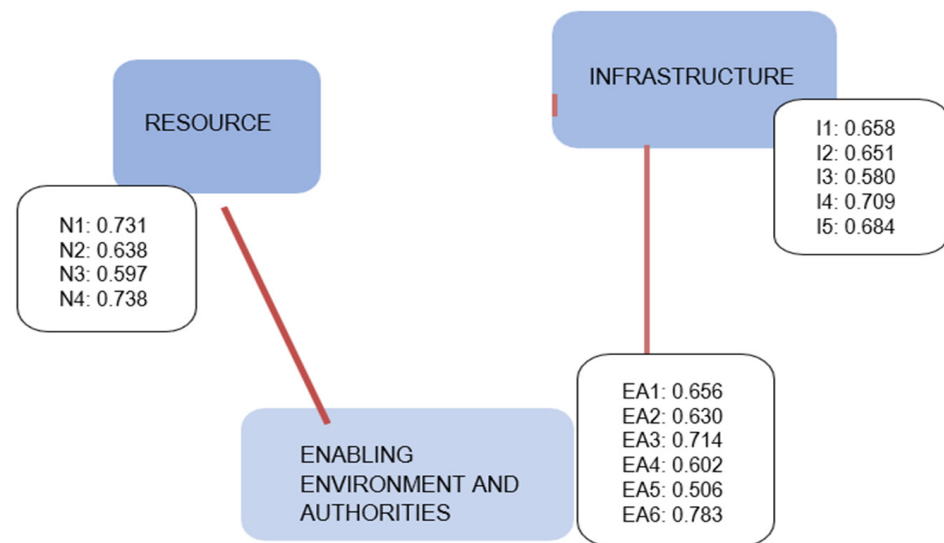 RESOURCE
N1: 0.731
N2: 0.638
N3: 0.597
N4: 0.738
INFRASTRUCTURE
I1: 0.658
I2: 0.651
I3: 0.580
I4: 0.709
I5: 0.684
ENABLING
ENVIRONMENT AND
AUTHORITIES
EA1: 0.656
EA2: 0.630
EA3: 0.714
EA4: 0.602
EA5: 0.506
EA6: 0.783